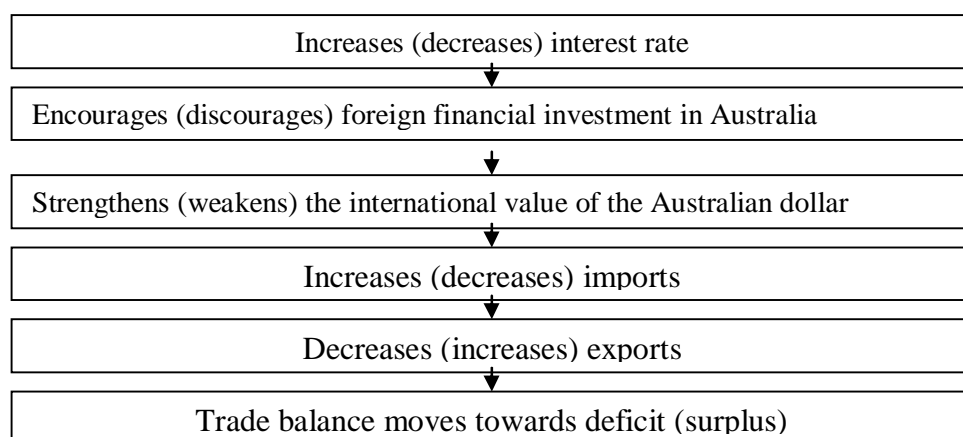 Increases (decreases) interest rate
Encourages (discourages) foreign financial investment in Australia
Strengthens (weakens) the international value of the Australian dollar
Increases (decreases) imports
Decreases (increases) exports
Trade balance moves towards deficit (surplus)